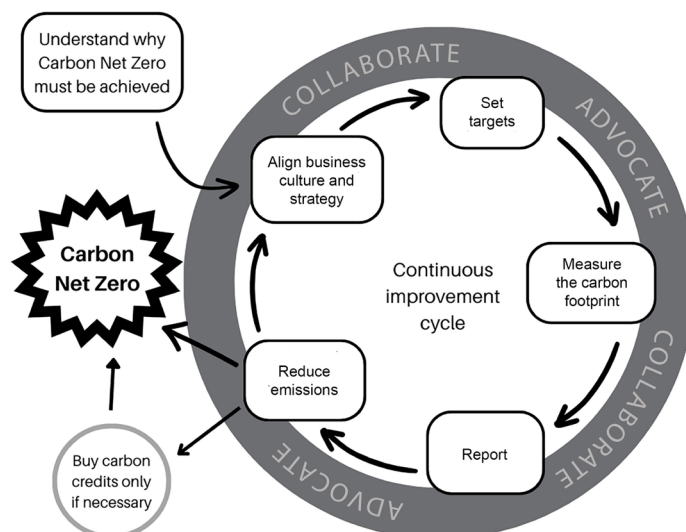 Understand why
Carbon Net Zero
must be achieved
COLLABORATE
Set
targets
ADVOCATE
Align business
culture and
strategy
Carbon
Net Zero
Continuous
improvement
cycle
Measure
the carbon
footprint
COLLABORATE
Reduce
emissions
Report
ADVOCATE
Buy carbon
credits only
if necessary